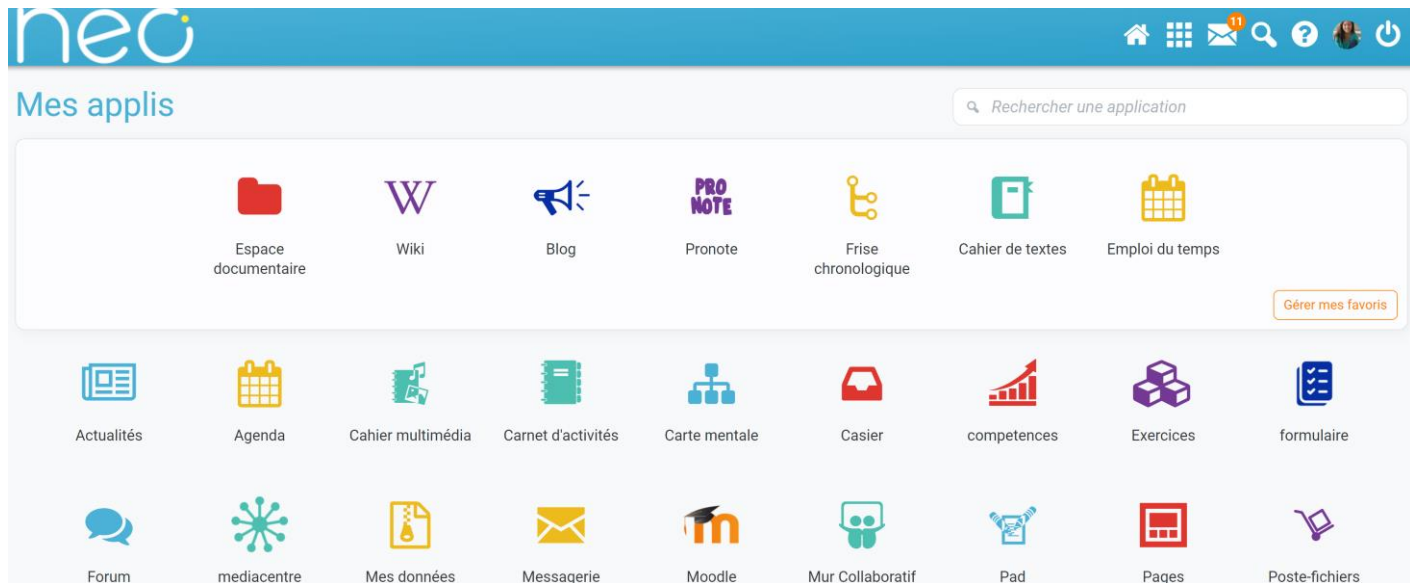 neo
11
Mes applis
Rechercher une application
W
PRO
NOTE
Espace
documentaire
Wiki
Blog
Pronote
Frise
chronologique
Cahier de textes
Emploi du temps
Gérer mes favoris
Actualités
Agenda
Cahier multimédia
Carnet d'activités
Carte mentale
Casier
competences
Exercices
formulaire
m
Forum
mediacentre
Mes données
Messagerie
Moodle
Mur Collaboratif
Pad
Pages
Poste-fichiers